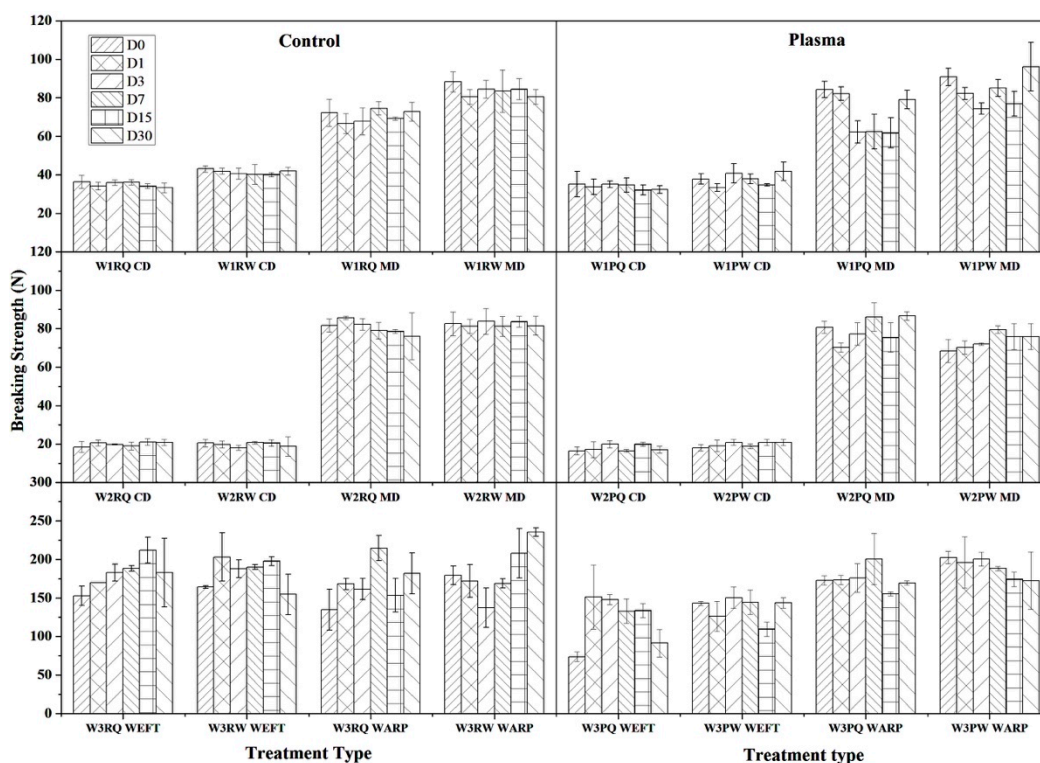 120
Control
Plasma
D0
D1
D3
D7
D15
D30
100
80
60
40
20
120
W1RQ CD W1RW CD W1RQ MD W1RW MD W1PQ CD W1PW CD W1PQ MD W1PW MD
Breaking Strength (N)
100
80
60
40
20
300
W2RQ CD W2RW CD W2RQ MD W2RW MD W2PQ CD W2PW CD W2PQ MD W2PW MD
250
200
150
100
50
0
W3RQ WEFT W3RW WEFT W3RQ WARP W3RW WARP W3PQ WEFT W3PW WEFT W3PQ WARP W3PW WARP
Treatment Type
Treatment type